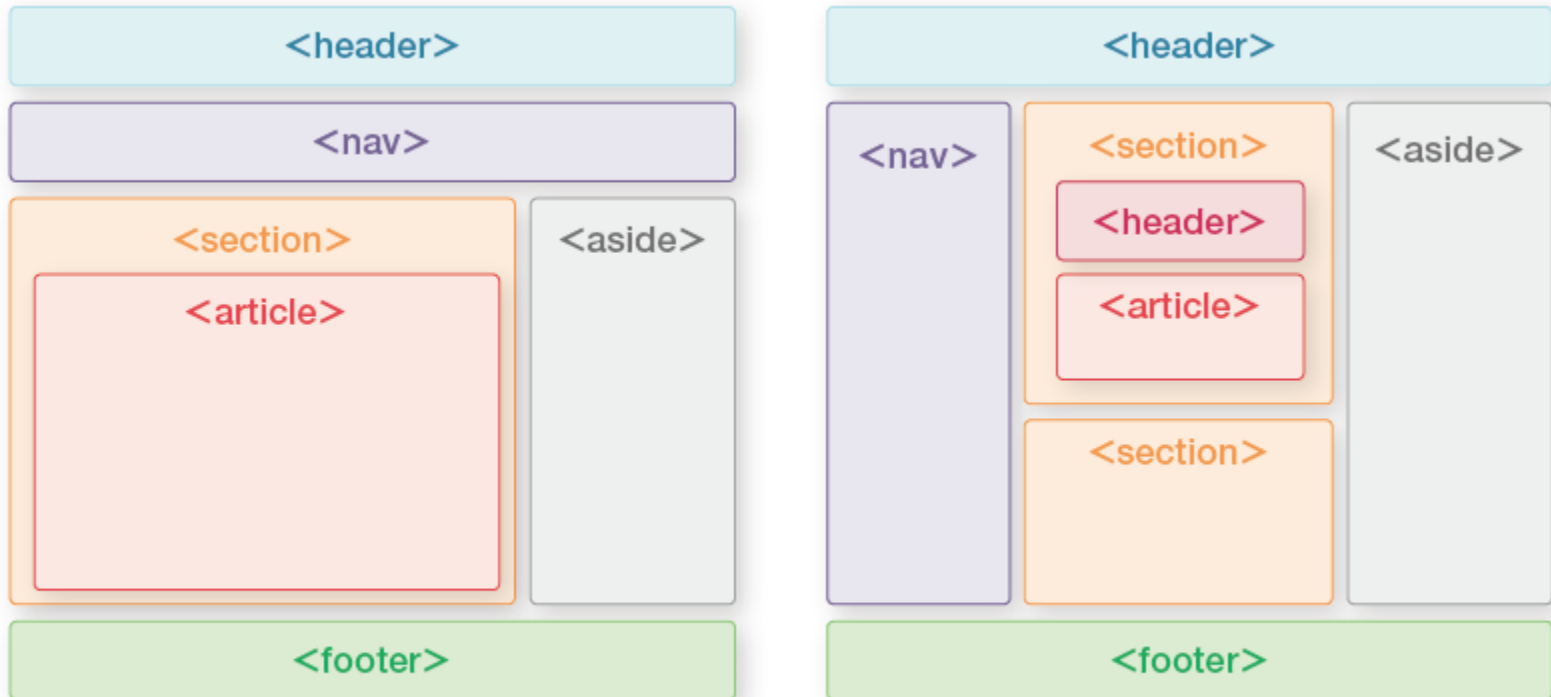 <header>
<nav>
<section>
<article>
<aside>
<footer>
<header>
<nav>
<section>
<header>
<article>
<section>
<aside>
<footer>